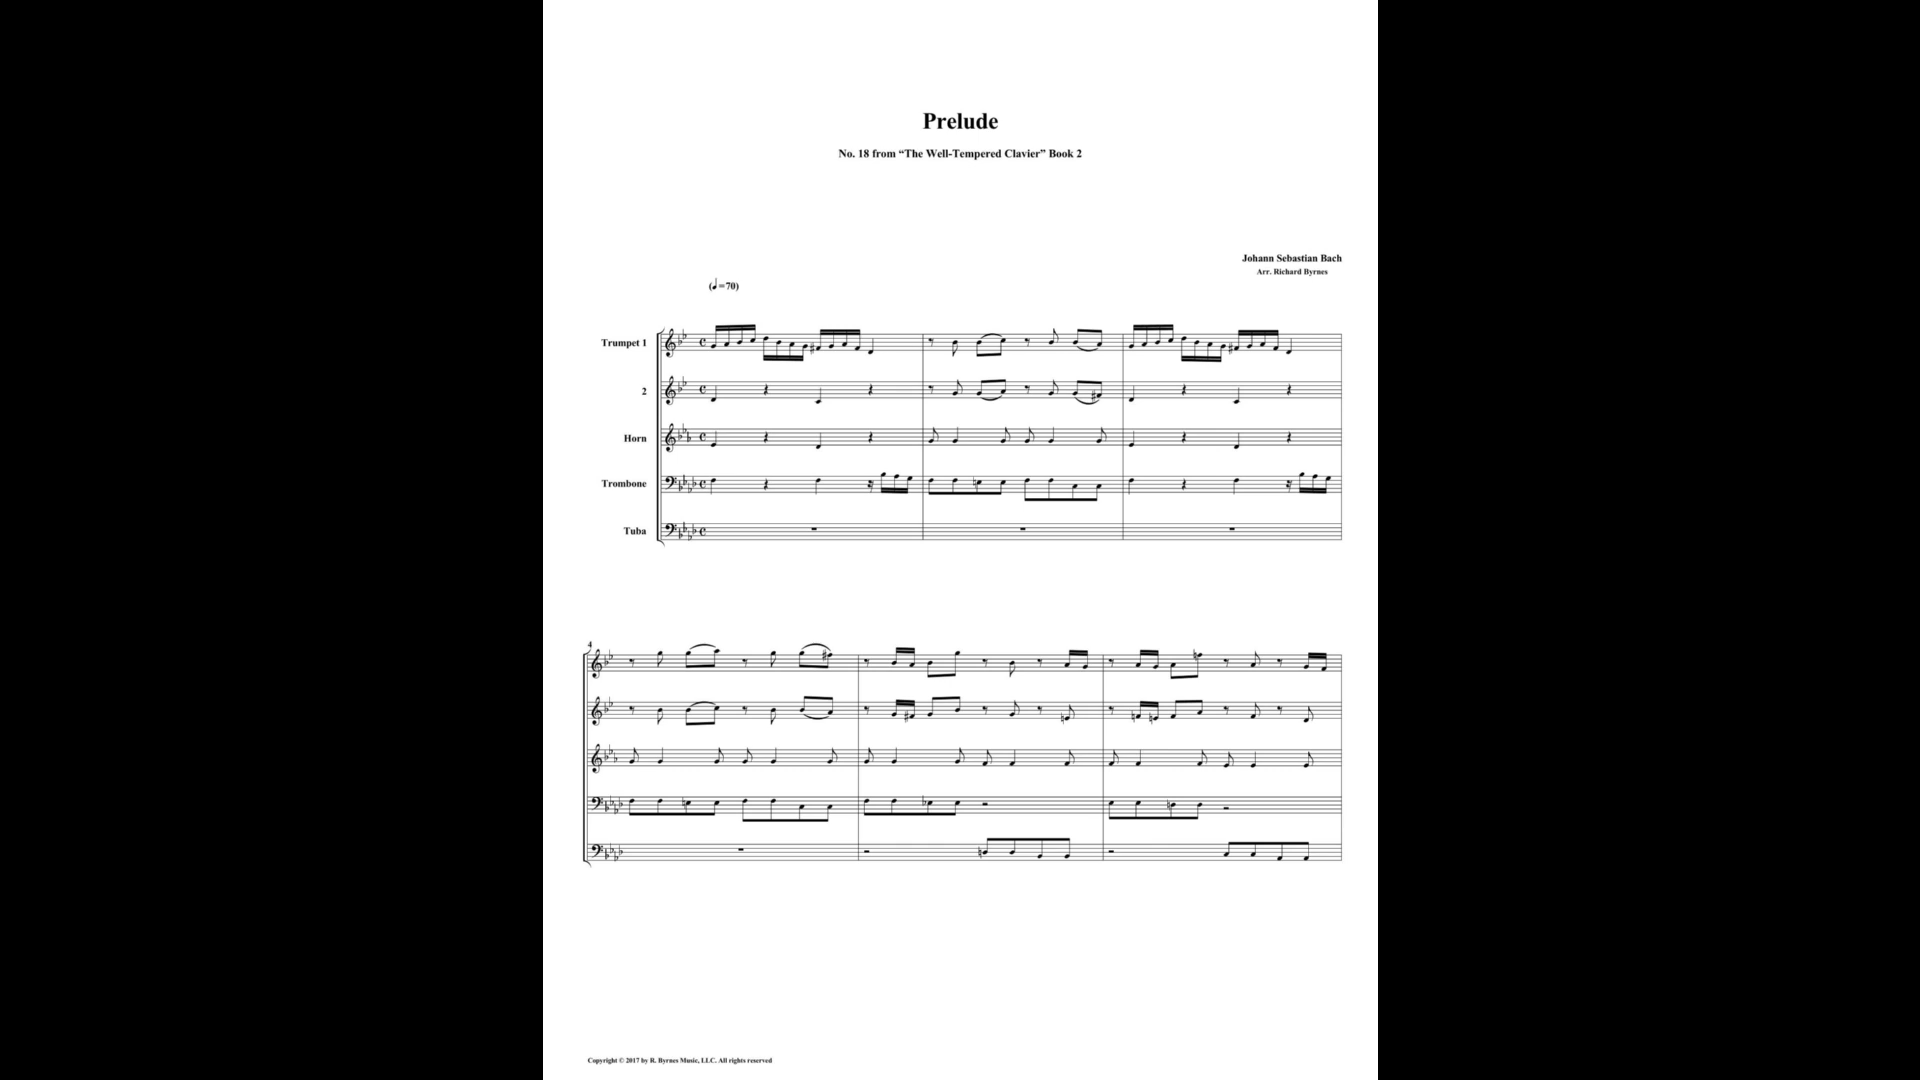 Prelude
No. 18 from “The Well-Tempered Clavier” Book 2
Johann Sebastian Bach
Arr. Richard Byrnes
(♩=70)
Trumpet 1
2
Horn
Trombone
Tuba
4
Copyright © 2017 by R. Byrnes Music, LLC. All rights reserved